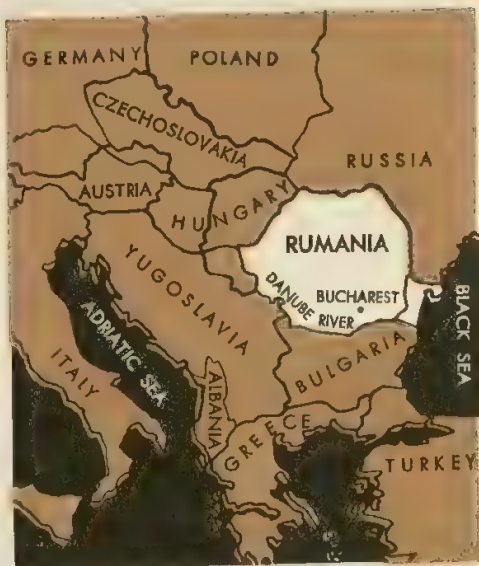 GERMANY
POLAND
CZECHOSLOVAKIA
RUSSIA
AUSTRIA
HUNGARY
RUMANIA
YUGOSLAVIA
DANUBE
RIVER
BUCHAREST
BLACK SEA
ADRIATIC SEA
ITALY
BULGARIA
ALBANIA
GREECE
TURKEY